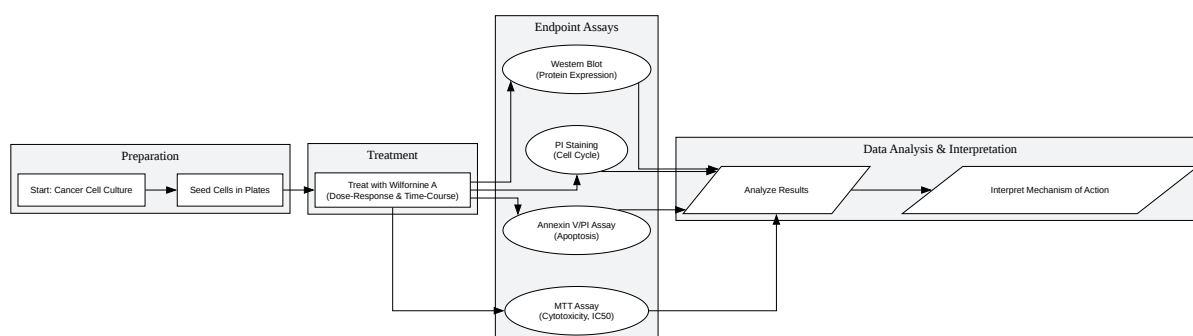 Preparation
Start: Cancer Cell Culture
Seed Cells in Plates
Treatment
Treat with Wilfornine A
(Dose-Response & Time-Course)
Endpoint Assays
Western Blot
(Protein Expression)
PI Staining
(Cell Cycle)
Annexin V/PI Assay
(Apoptosis)
MTT Assay
(Cytotoxicity, IC50)
Data Analysis & Interpretation
Analyze Results
Interpret Mechanism of Action